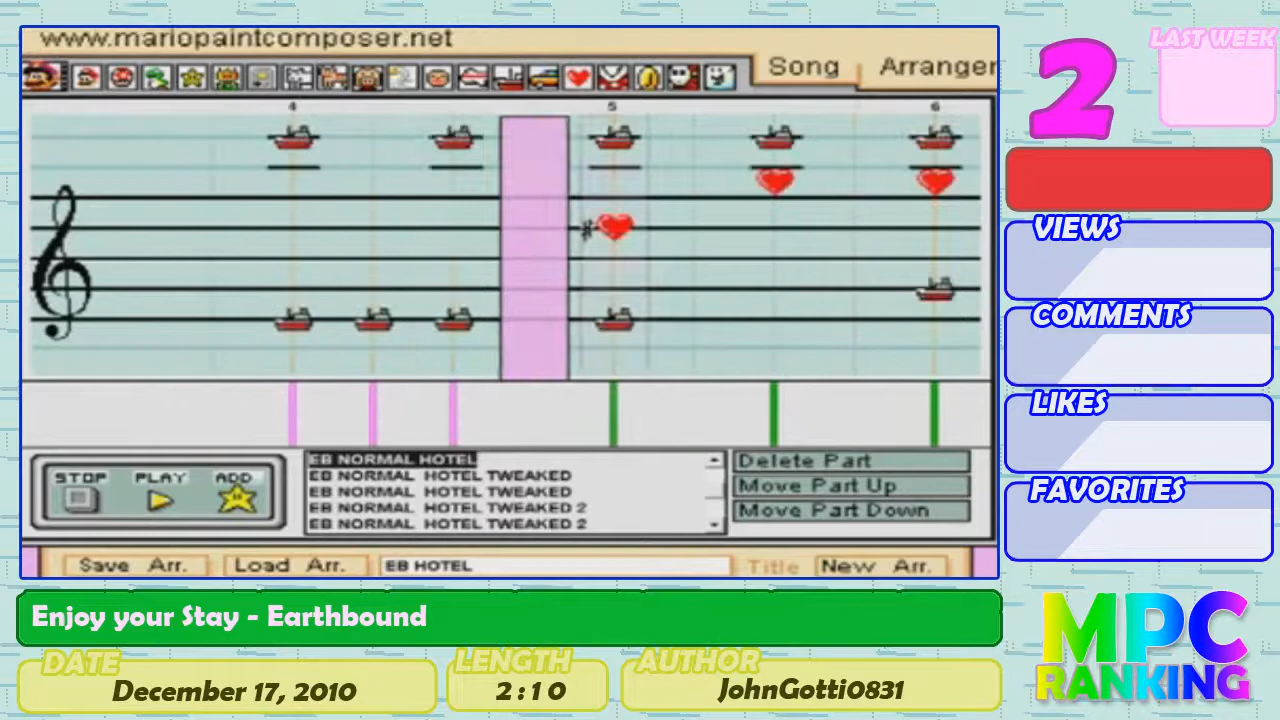 www.mariopaintcomposer.net
Song
Arranger
4
5
6
STOP
PLAY
ADD
EB NORMAL HOTEL
EB NORMAL HOTEL TWEAKED
EB NORMAL HOTEL TWEAKED
EB NORMAL HOTEL TWEAKED 2
EB NORMAL HOTEL TWEAKED 2
Delete Part
Move Part Up
Move Part Down
Save Arr.
Load Arr.
EB HOTEL
Title
New Arr.
2
LAST WEEK
VIEWS
COMMENTS
LIKES
FAVORITES
Enjoy your Stay - Earthbound
DATE
December 17, 2010
LENGTH
2:10
AUTHOR
JohnGotti0831
MPC
RANKING